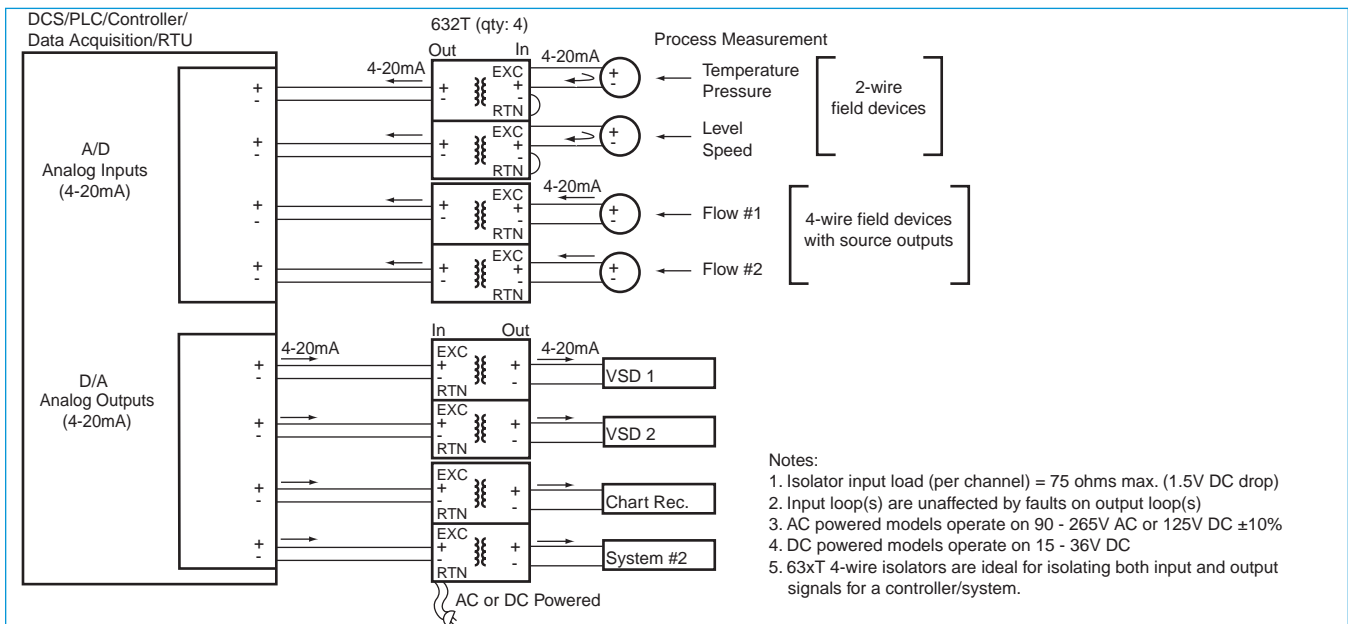 DCS/PLC/Controller/
Data Acquisition/RTU
632T (qty: 4)
Out
In
Process Measurement
A/D
Analog Inputs
(4-20mA)
+
-
4-20mA
+
-
EXC
+
-
RTN
4-20mA
+
-
Temperature
Pressure
2-wire
field devices
+
-
+
-
EXC
+
-
RTN
+
-
Level
Speed
+
-
+
-
EXC
+
-
RTN
4-20mA
+
-
Flow #1
4-wire field devices
with source outputs
+
-
+
-
EXC
+
-
RTN
+
-
Flow #2
In
Out
D/A
Analog Outputs
(4-20mA)
+
-
4-20mA
EXC
+
-
RTN
+
-
4-20mA
VSD 1
+
-
EXC
+
-
RTN
+
-
VSD 2
+
-
EXC
+
-
RTN
+
-
Chart Rec.
+
-
EXC
+
-
RTN
+
-
System #2
AC or DC Powered
Notes:
1. Isolator input load (per channel) = 75 ohms max. (1.5V DC drop)
2. Input loop(s) are unaffected by faults on output loop(s)
3. AC powered models operate on 90 - 265V AC or 125V DC ±10%
4. DC powered models operate on 15 - 36V DC
5. 63xT 4-wire isolators are ideal for isolating both input and output
signals for a controller/system.